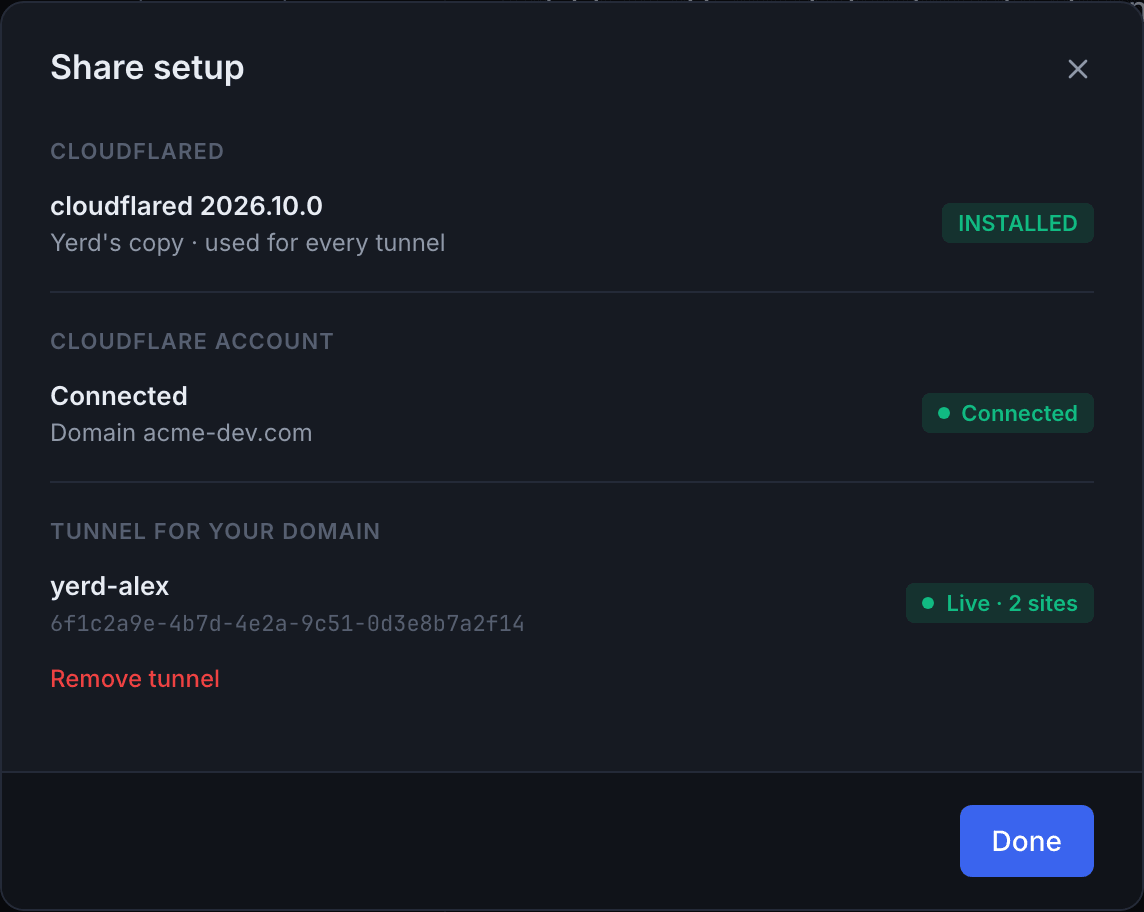 Share setup
CLOUDFLARED
cloudflared 2026.10.0
Yerd's copy · used for every tunnel
INSTALLED
CLOUDFLARE ACCOUNT
Connected
Domain acme-dev.com
Connected
TUNNEL FOR YOUR DOMAIN
yerd-alex
6f1c2a9e-4b7d-4e2a-9c51-0d3e8b7a2f14
Live · 2 sites
Remove tunnel
Done